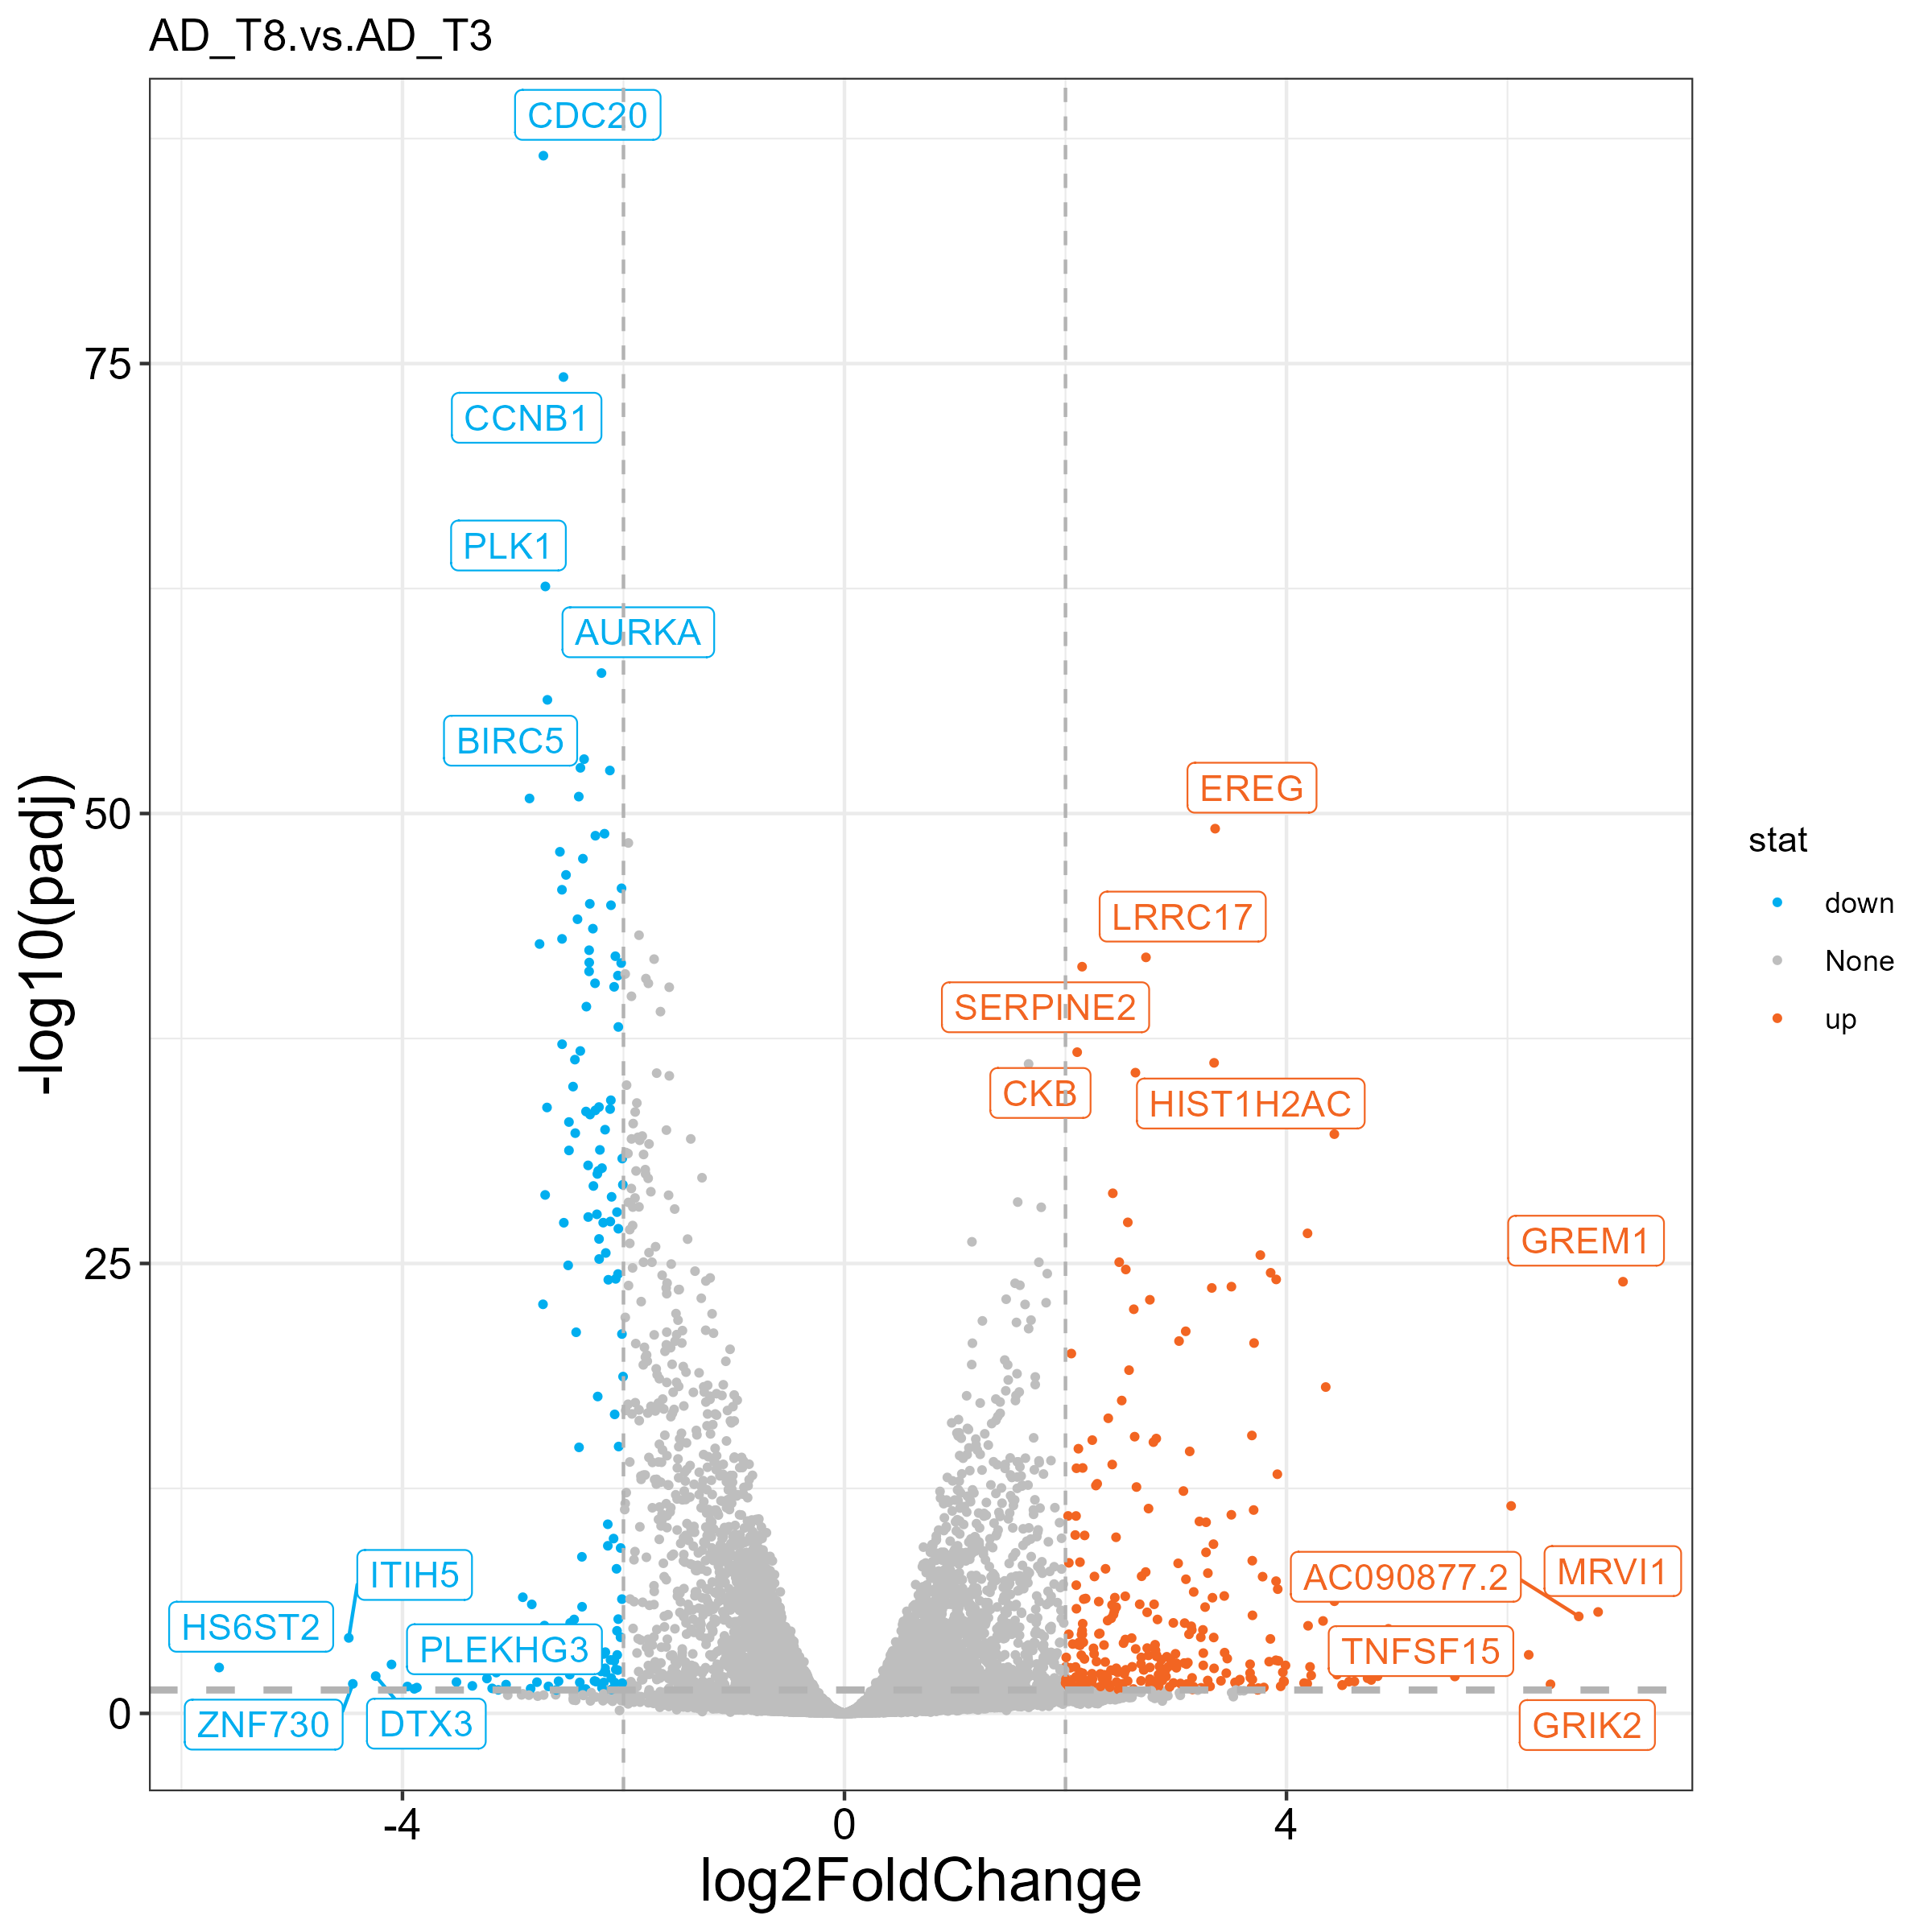 AD_T8.vs.AD_T3
CDC20
75
CCNB1
PLK1
AURKA
BIRC5
EREG
50
LRRC17
SERPINE2
CKB
HIST1H2AC
GREM1
25
ITIH5
AC090877.2
MRVI1
HS6ST2
PLEKHG3
TNFSF15
0
ZNF730
DTX3
GRIK2
-4
0
4
log2FoldChange
-log10(padj)
stat
down
None
up